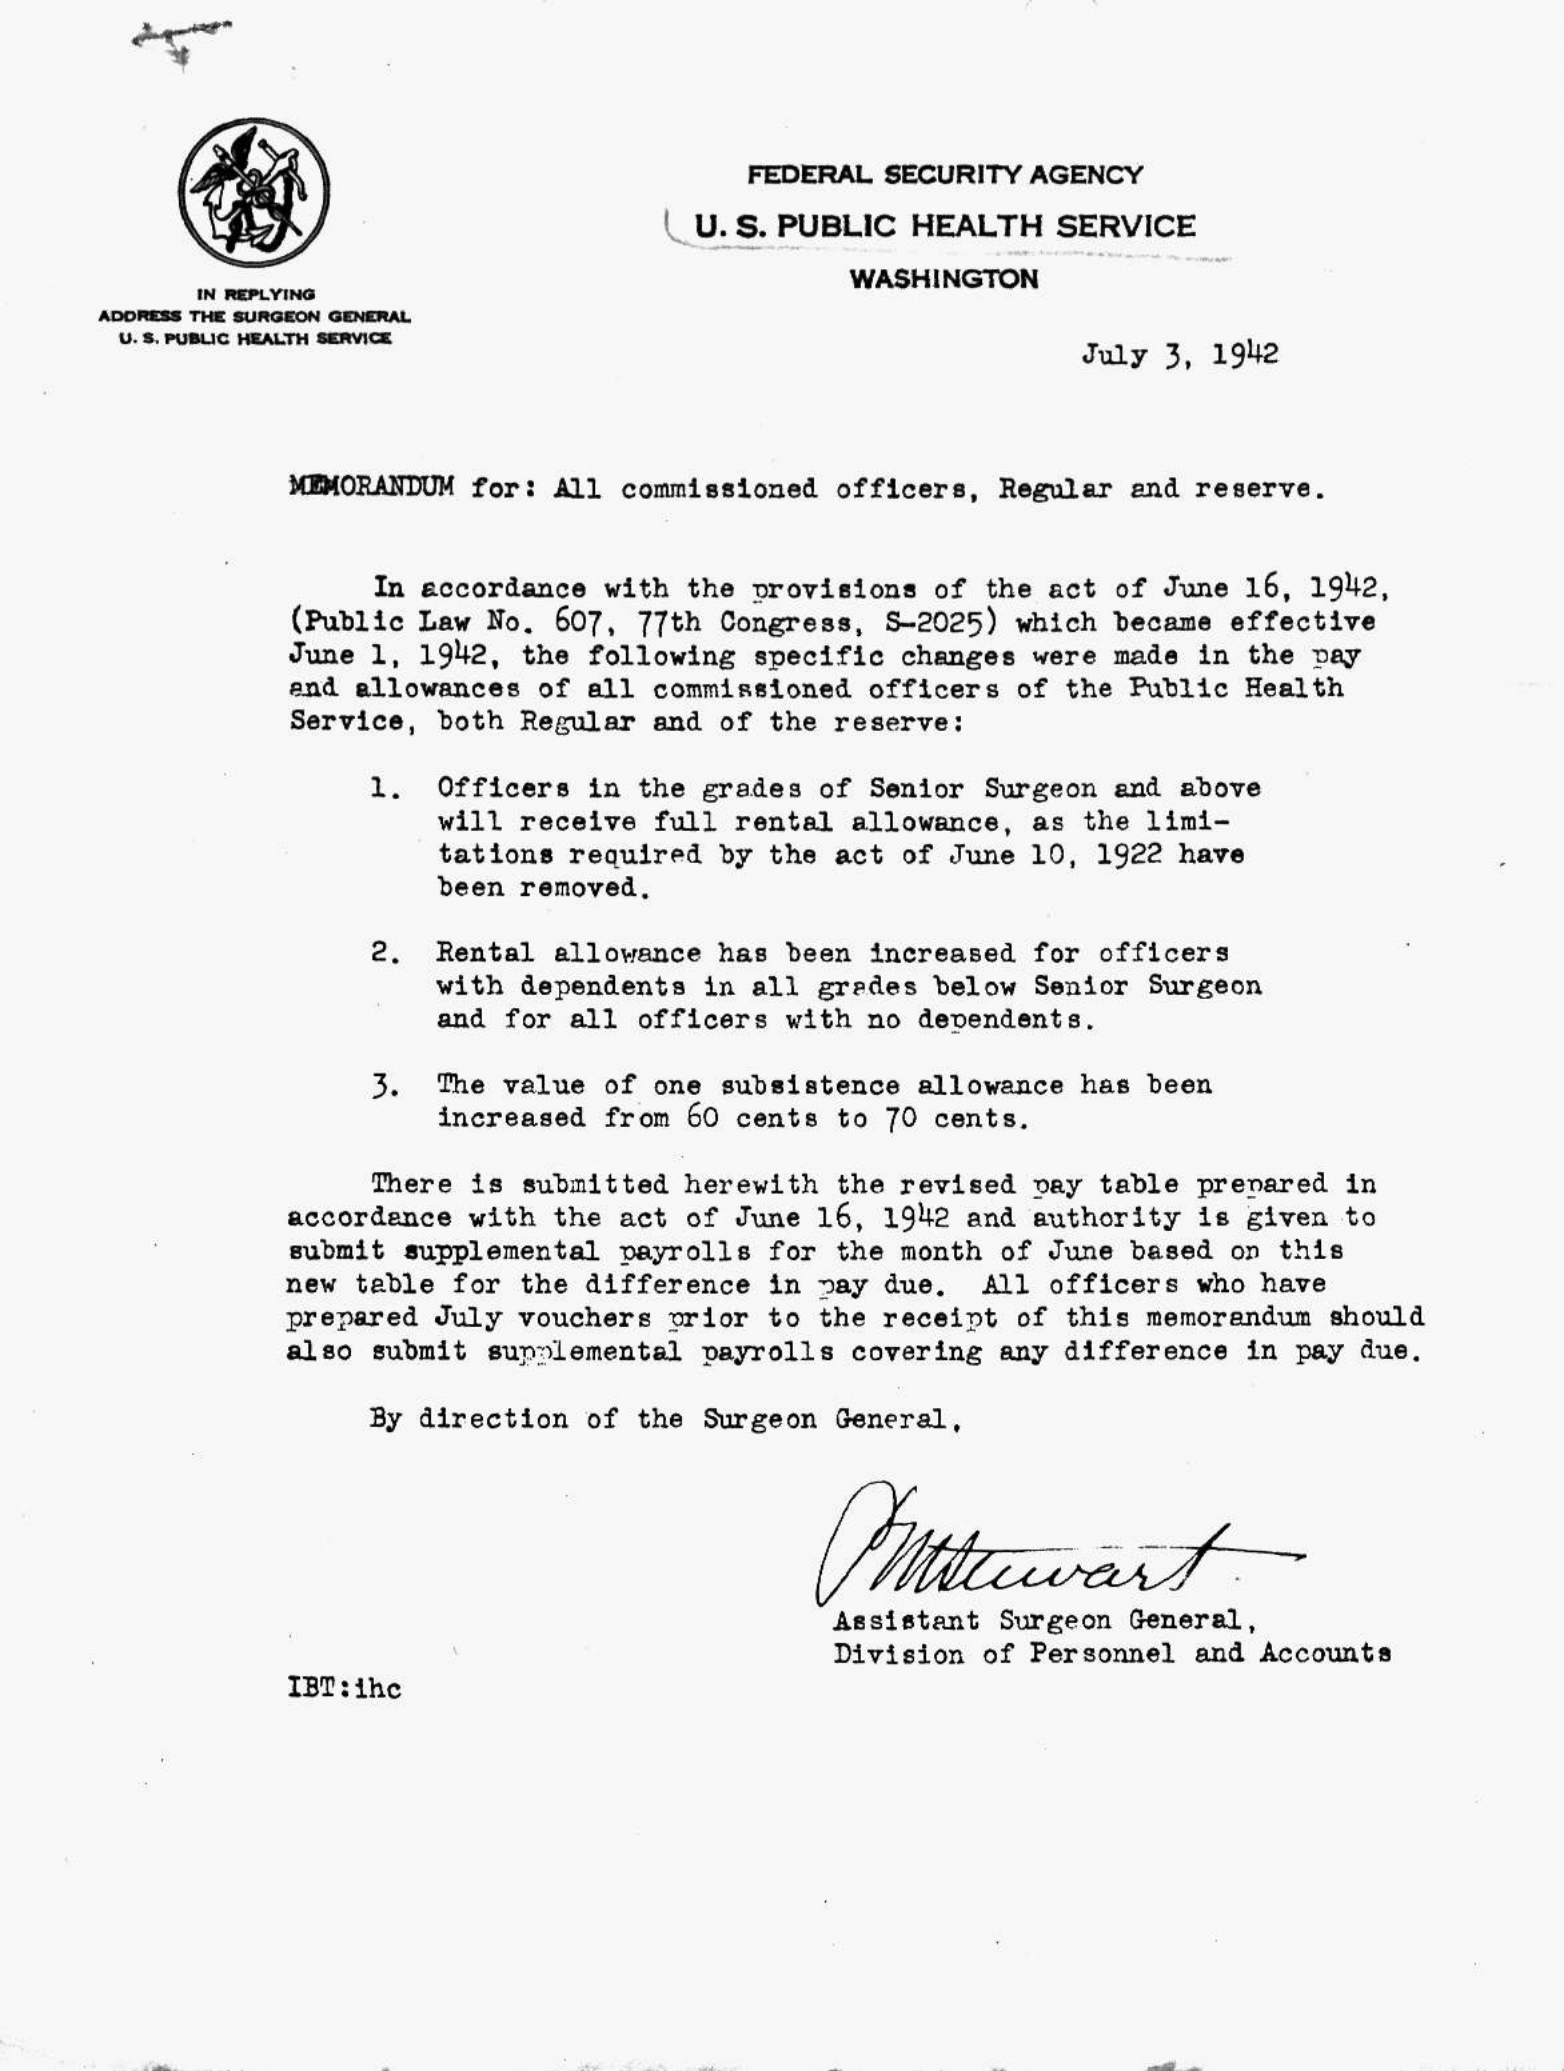 FEDERAL SECURITY AGENCY
U. S. PUBLIC HEALTH SERVICE
WASHINGTON
IN REPLYING
ADDRESS THE SURGEON GENERAL
U. S. PUBLIC HEALTH SERVICE
July 3, 1942
MEMORANDUM for: All commissioned officers, Regular and reserve.
In accordance with the provisions of the act of June 16, 1942,
(Public Law No. 607, 77th Congress, S-2025) which became effective
June 1, 1942, the following specific changes were made in the pay
and allowances of all commissioned officers of the Public Health
Service, both Regular and of the reserve:
1. Officers in the grades of Senior Surgeon and above
will receive full rental allowance, as the limi-
tations required by the act of June 10, 1922 have
been removed.
2. Rental allowance has been increased for officers
with dependents in all grades below Senior Surgeon
and for all officers with no dependents.
3. The value of one subsistence allowance has been
increased from 60 cents to 70 cents.
There is submitted herewith the revised pay table prepared in
accordance with the act of June 16, 1942 and authority is given to
submit supplemental payrolls for the month of June based on this
new table for the difference in pay due. All officers who have
prepared July vouchers prior to the receipt of this memorandum should
also submit supplemental payrolls covering any difference in pay due.
By direction of the Surgeon General,
Stewart
Assistant Surgeon General,
Division of Personnel and Accounts
IBT:ihc